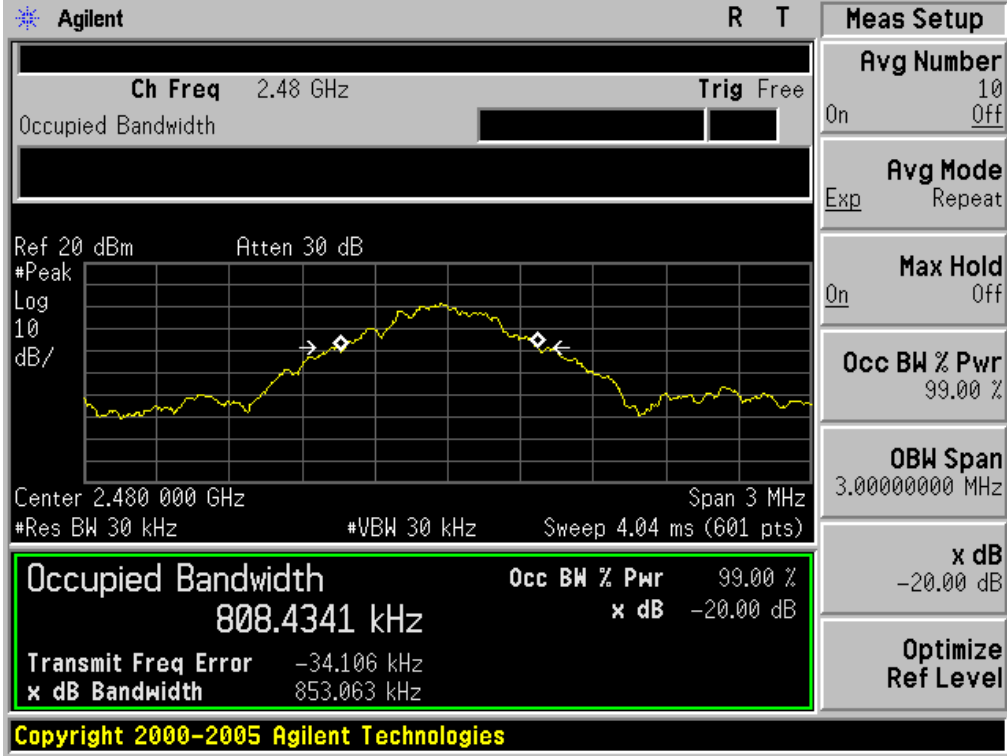 Agilent R T
Ch Freq 2.48 GHz Trig Free
Occupied Bandwidth
Ref 20 dBm Atten 30 dB
#Peak
Log
10
dB/
Center 2.480 000 GHz Span 3 MHz
#Res BW 30 kHz #VBW 30 kHz Sweep 4.04 ms (601 pts)
Occupied Bandwidth Occ BW % Pwr 99.00 %
808.4341 kHz x dB -20.00 dB
Transmit Freq Error -34.106 kHz
x dB Bandwidth 853.063 kHz
Copyright 2000-2005 Agilent Technologies
Meas Setup
Avg Number
10
On Off
Avg Mode
Exp Repeat
Max Hold
On Off
Occ BW % Pwr
99.00 %
OBW Span
3.00000000 MHz
x dB
-20.00 dB
Optimize
Ref Level